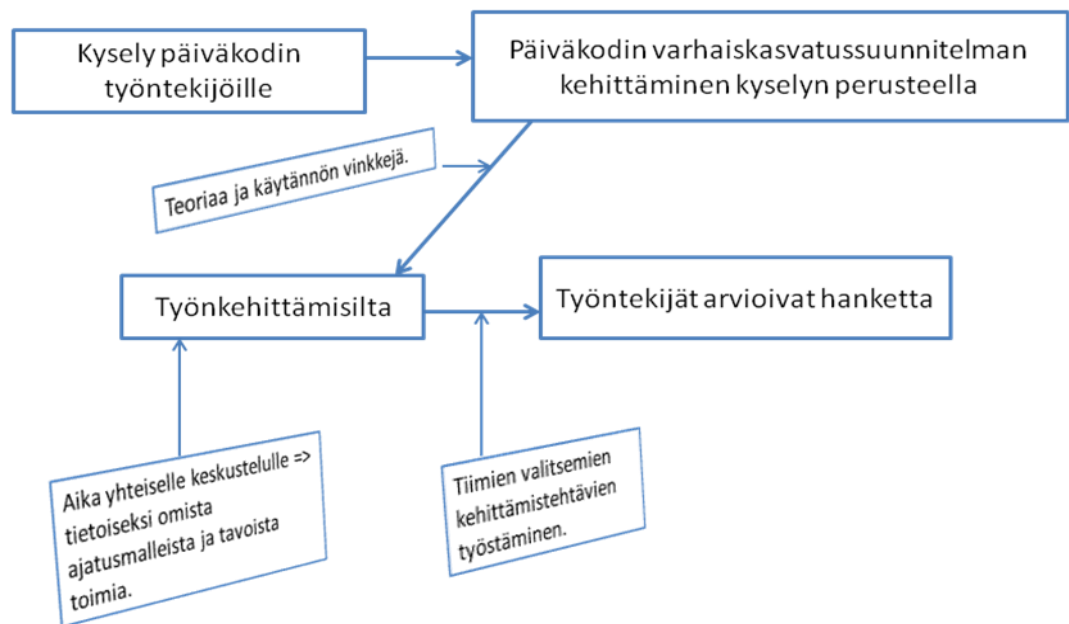 Kysely päiväkodin
työntekijöille
Päiväkodin varhaiskasvatussuunnitelman
kehittäminen kyselyn perusteella
Teoriaa ja käytännön vinkkejä.
Työnkehittämisilta
Työntekijät arvioivat hanketta
Aika yhteiselle keskustelulle =>
tietoiseksi omista
ajatusmalleista ja tavoista
toimia.
Tiimien valitsemien
kehittämistehtävien
työstäminen.